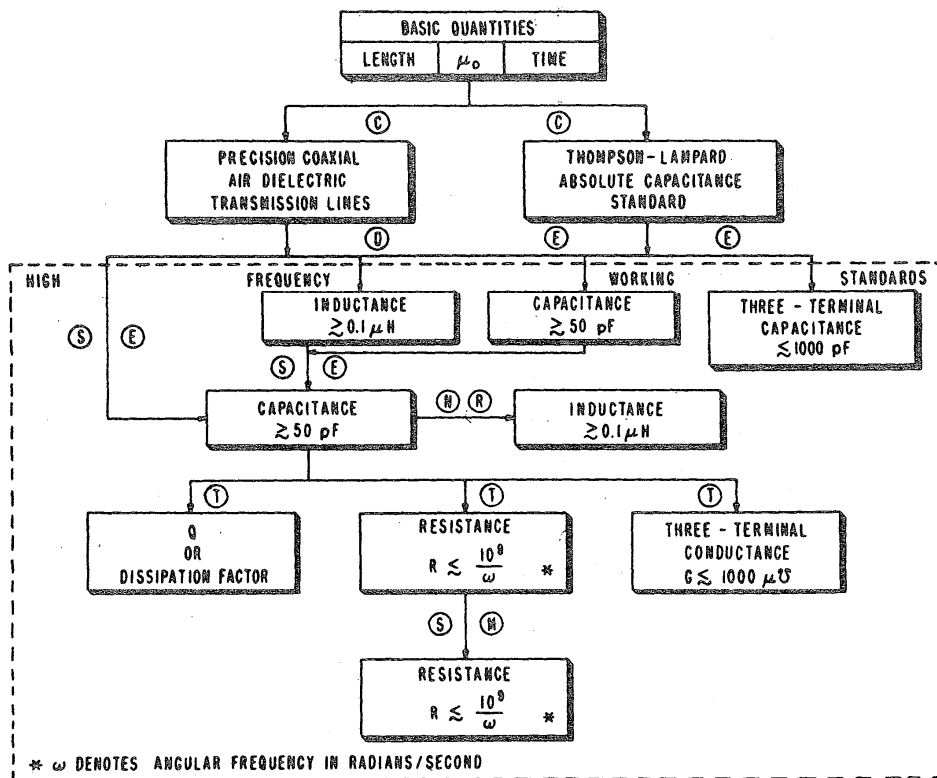 BASIC QUANTITIES
LENGTH μ₀ TIME
Ⓒ Ⓒ
PRECISION COAXIAL
AIR DIELECTRIC
TRANSMISSION LINES
THOMPSON-LAMPARD
ABSOLUTE CAPACITANCE
STANDARD
Ⓓ Ⓔ Ⓔ
HIGH FREQUENCY WORKING STANDARDS
INDUCTANCE
≳ 0.1 μH
CAPACITANCE
≳ 50 pF
THREE - TERMINAL
CAPACITANCE
≲ 1000 pF
Ⓢ Ⓔ
Ⓢ Ⓔ
CAPACITANCE
≳ 50 pF
Ⓝ Ⓡ
INDUCTANCE
≳ 0.1 μH
Ⓣ Ⓣ Ⓣ
Q
OR
DISSIPATION FACTOR
RESISTANCE
R ≲ 10⁹/ω *
THREE - TERMINAL
CONDUCTANCE
G ≲ 1000 μ℧
Ⓢ Ⓝ
RESISTANCE
R ≲ 10⁹/ω *
* ω DENOTES ANGULAR FREQUENCY IN RADIANS/SECOND